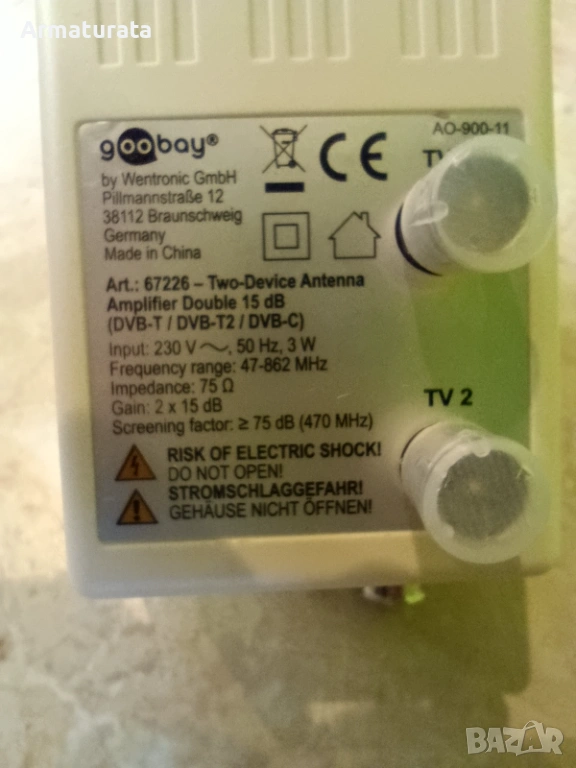 Armaturata
goobay®
AO-900-11
by Wentronic GmbH
Pillmannstraße 12
38112 Braunschweig
Germany
Made in China
CE
Art.: 67226 – Two-Device Antenna
Amplifier Double 15 dB
(DVB-T / DVB-T2 / DVB-C)
Input: 230 V ～, 50 Hz, 3 W
Frequency range: 47-862 MHz
Impedance: 75 Ω
Gain: 2 x 15 dB
TV 2
Screening factor: ≥ 75 dB (470 MHz)
RISK OF ELECTRIC SHOCK!
DO NOT OPEN!
STROMSCHLAGGEFAHR!
GEHÄUSE NICHT ÖFFNEN!
BAZAR